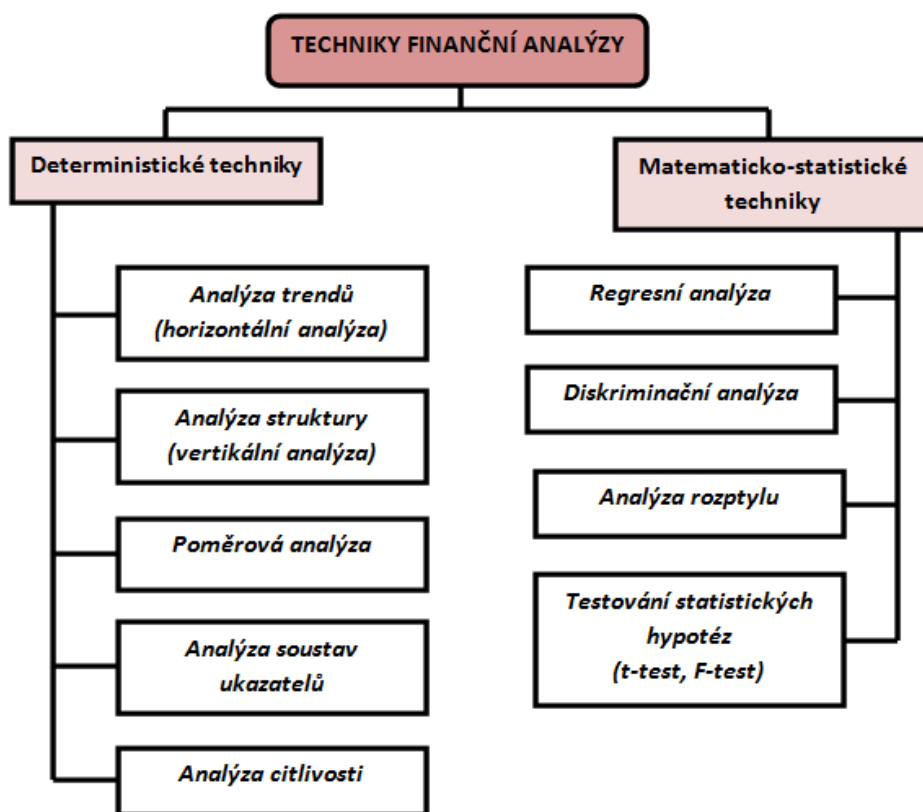 TECHNIKY FINANČNÍ ANALÝZY
Deterministické techniky
Analýza trendů
(horizontální analýza)
Analýza struktury
(vertikální analýza)
Poměrová analýza
Analýza soustav
ukazatelů
Analýza citlivosti
Matematicko-statistické
techniky
Regresní analýza
Diskriminační analýza
Analýza rozptylu
Testování statistických
hypotéz
(t-test, F-test)